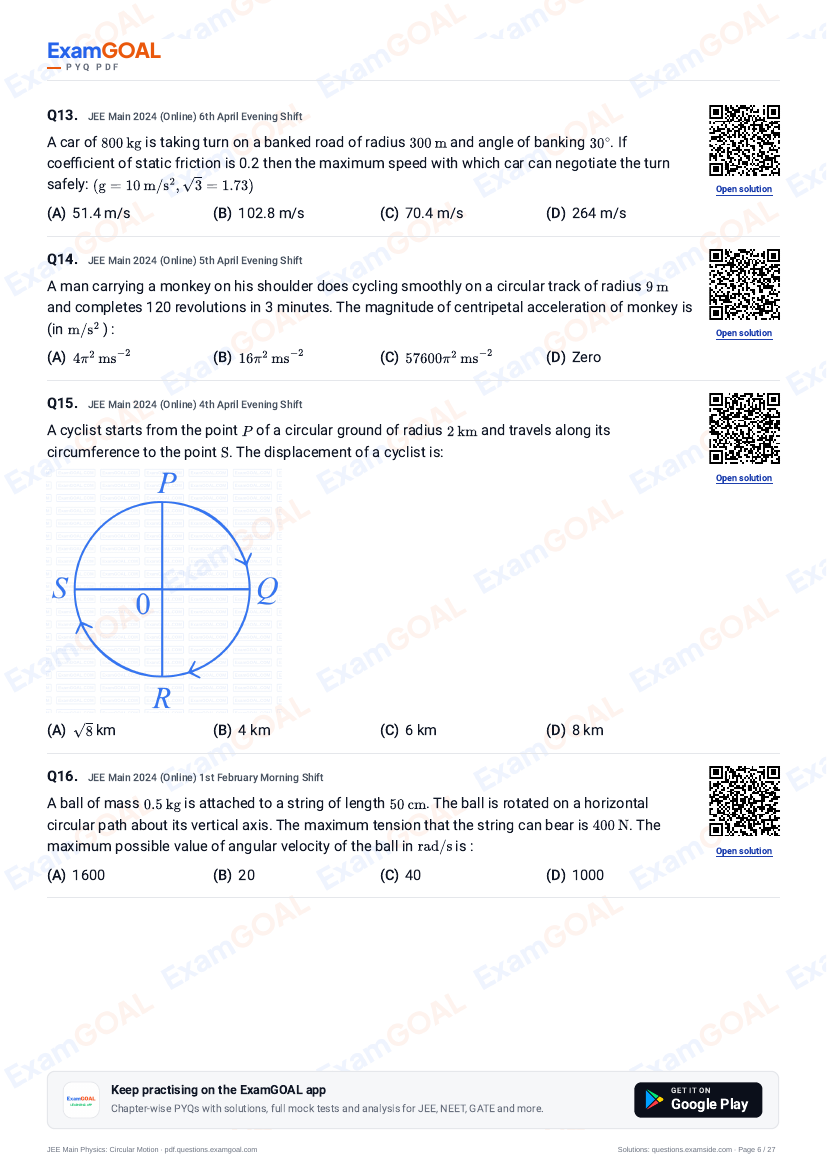 ExamGOAL
PYQ PDF
Q13. JEE Main 2024 (Online) 6th April Evening Shift
A car of 800 kg is taking turn on a banked road of radius 300 m and angle of banking 30°. If
coefficient of static friction is 0.2 then the maximum speed with which car can negotiate the turn
safely: (g = 10 m/s², √3 = 1.73)
(A) 51.4 m/s (B) 102.8 m/s (C) 70.4 m/s (D) 264 m/s
Open solution
Q14. JEE Main 2024 (Online) 5th April Evening Shift
A man carrying a monkey on his shoulder does cycling smoothly on a circular track of radius 9 m
and completes 120 revolutions in 3 minutes. The magnitude of centripetal acceleration of monkey is
(in m/s² ) :
(A) 4π² ms⁻² (B) 16π² ms⁻² (C) 57600π² ms⁻² (D) Zero
Open solution
Q15. JEE Main 2024 (Online) 4th April Evening Shift
A cyclist starts from the point P of a circular ground of radius 2 km and travels along its
circumference to the point S. The displacement of a cyclist is:
Open solution
P
S
0
Q
R
(A) √8 km (B) 4 km (C) 6 km (D) 8 km
Q16. JEE Main 2024 (Online) 1st February Morning Shift
A ball of mass 0.5 kg is attached to a string of length 50 cm. The ball is rotated on a horizontal
circular path about its vertical axis. The maximum tension that the string can bear is 400 N. The
maximum possible value of angular velocity of the ball in rad/s is :
(A) 1600 (B) 20 (C) 40 (D) 1000
Open solution
ExamGOAL
Keep practising on the ExamGOAL app
Chapter-wise PYQs with solutions, full mock tests and analysis for JEE, NEET, GATE and more.
GET IT ON
Google Play
JEE Main Physics: Circular Motion · pdf.questions.examgoal.com
Solutions: questions.examside.com · Page 6 / 27